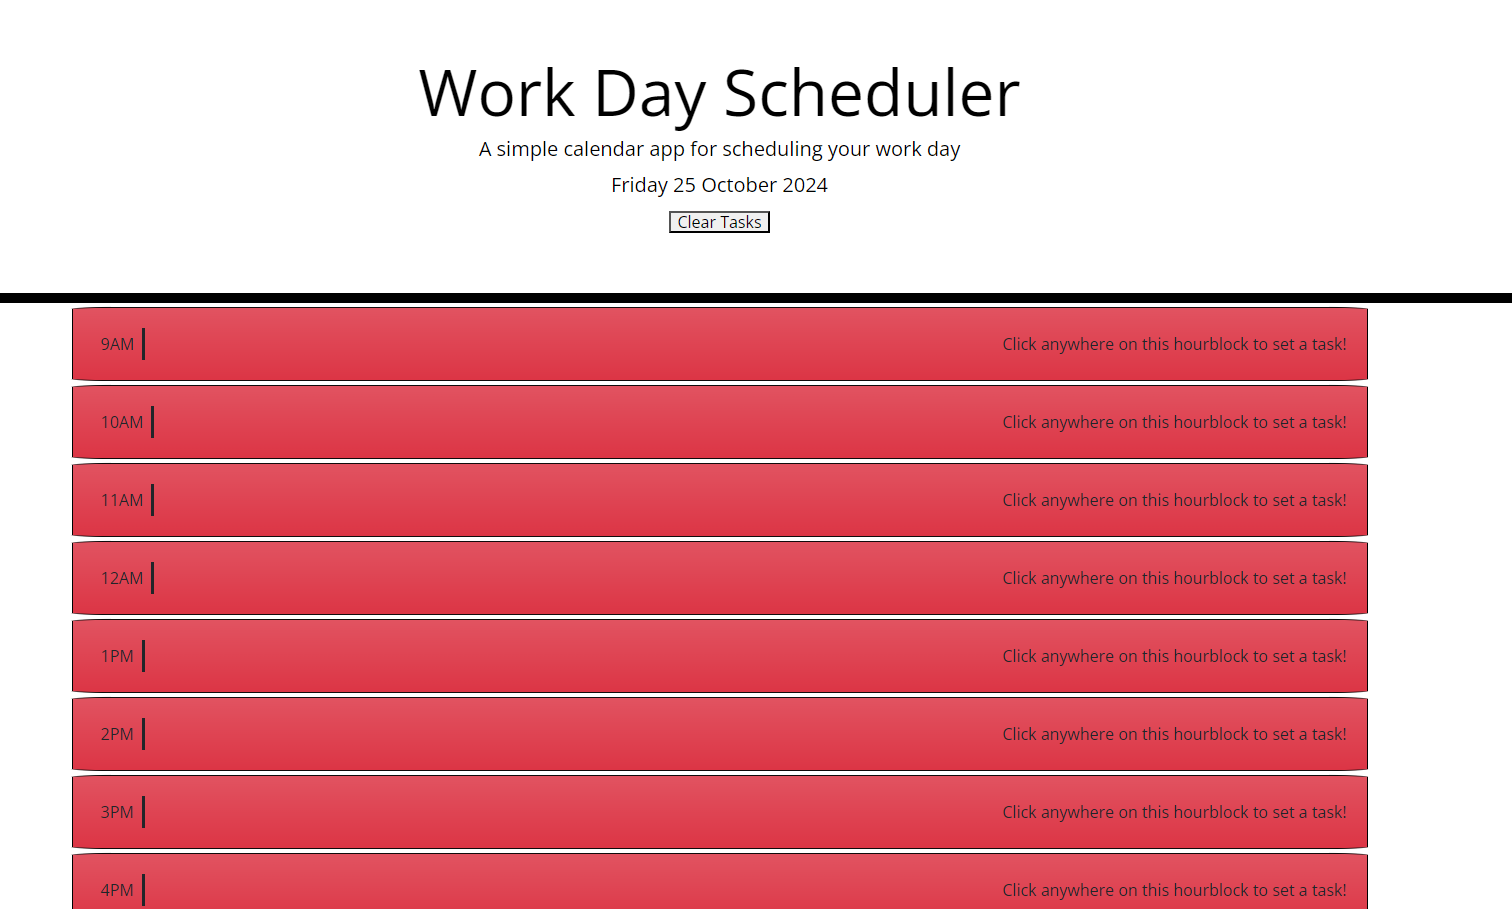 Work Day Scheduler
A simple calendar app for scheduling your work day
Friday 25 October 2024
Clear Tasks
9AM Click anywhere on this hourblock to set a task!
10AM Click anywhere on this hourblock to set a task!
11AM Click anywhere on this hourblock to set a task!
12AM Click anywhere on this hourblock to set a task!
1PM Click anywhere on this hourblock to set a task!
2PM Click anywhere on this hourblock to set a task!
3PM Click anywhere on this hourblock to set a task!
4PM Click anywhere on this hourblock to set a task!